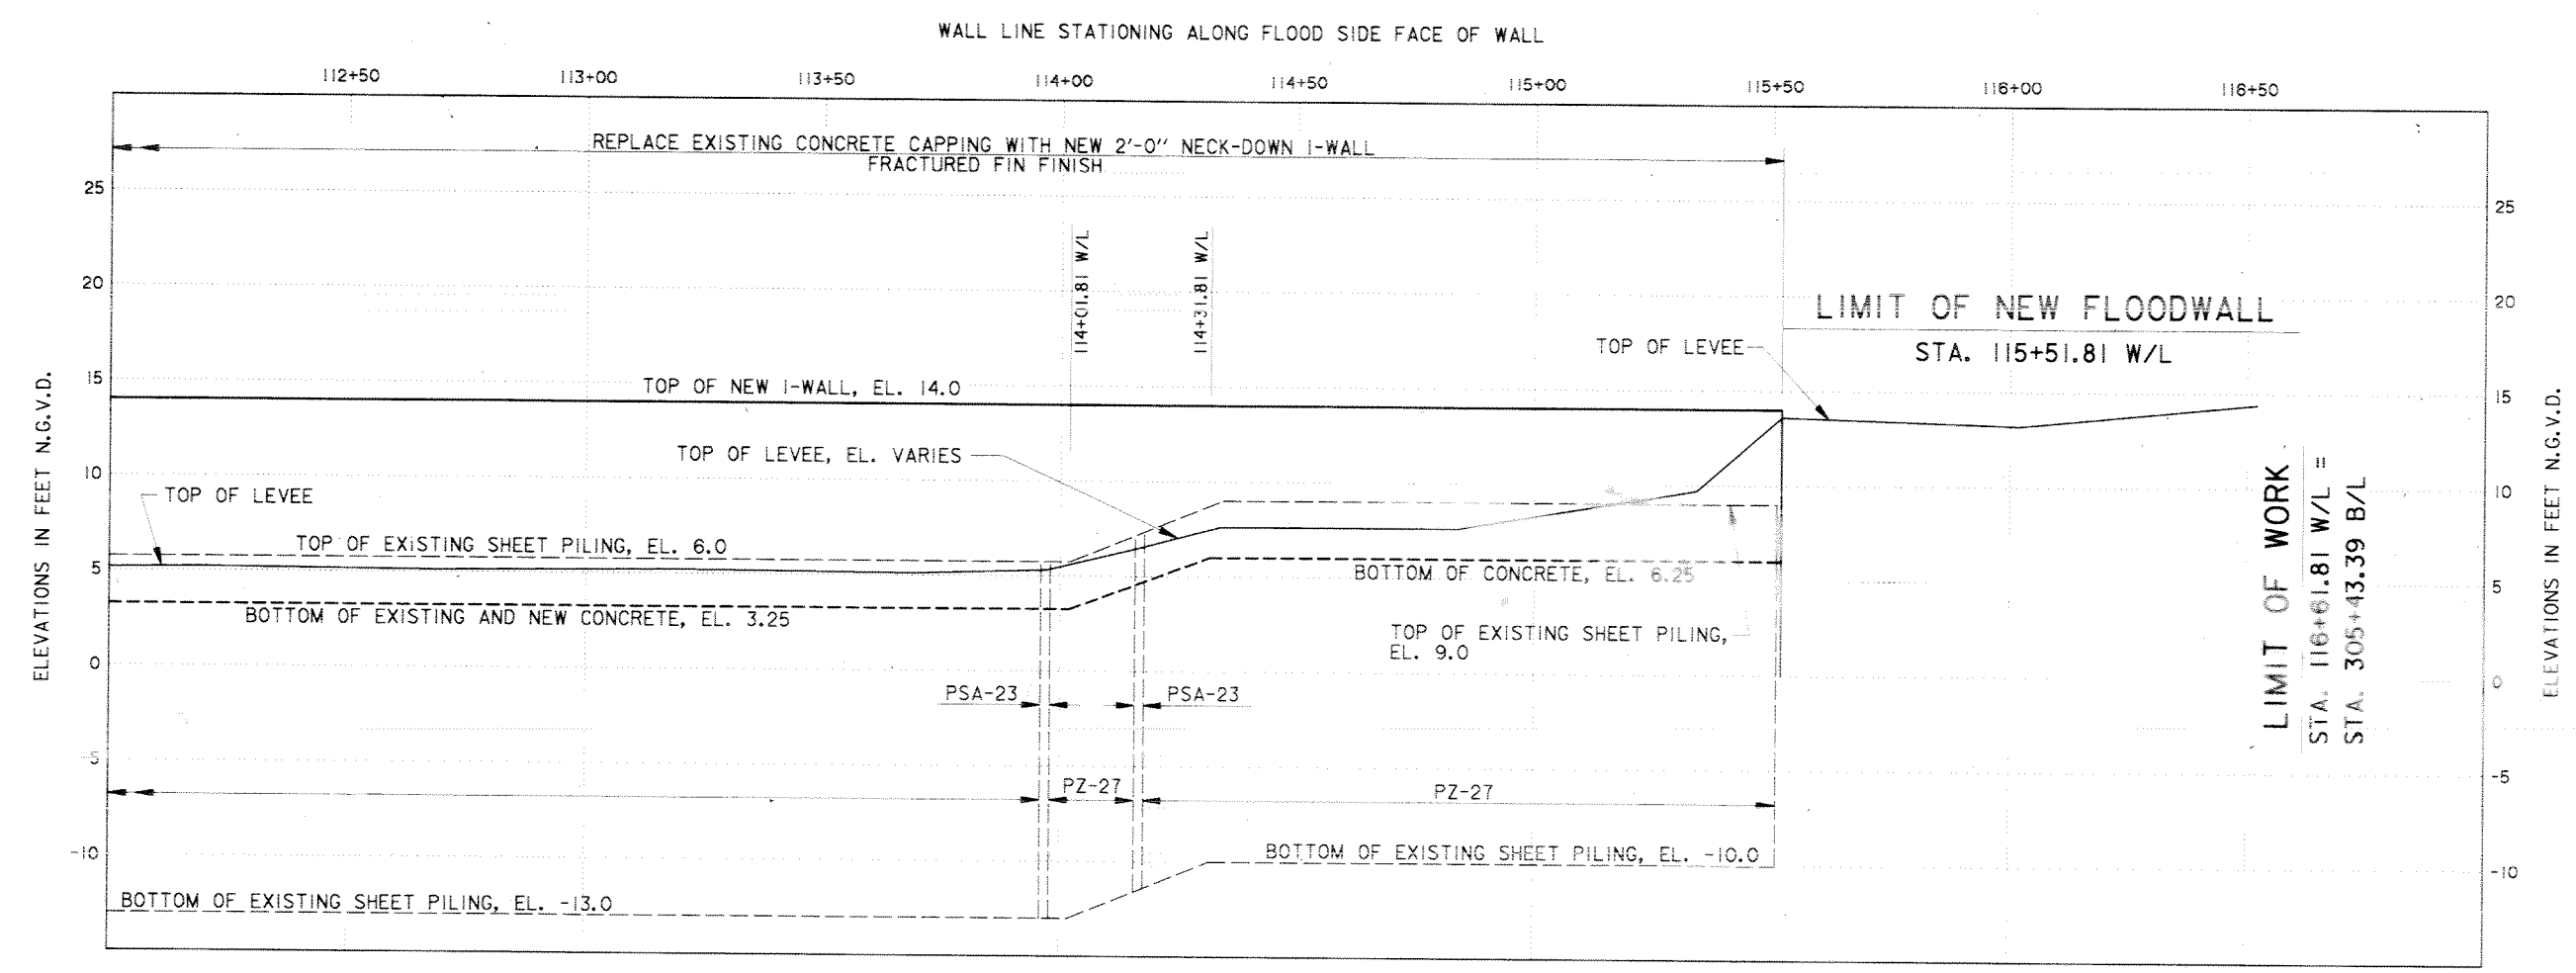 WALL LINE STATIONING ALONG FLOOD SIDE FACE OF WALL
112+50 113+00 113+50 114+00 114+50 115+00 115+50 116+00 116+50
REPLACE EXISTING CONCRETE CAPPING WITH NEW 2'-0" NECK-DOWN I-WALL
FRACTURED FIN FINISH
25
25
114+01.81 W/L
114+31.81 W/L
20
20
LIMIT OF NEW FLOODWALL
STA. 115+51.81 W/L
TOP OF LEVEE
15
15
TOP OF NEW I-WALL, EL. 14.0
TOP OF LEVEE, EL. VARIES
10
10
TOP OF LEVEE
TOP OF EXISTING SHEET PILING, EL. 6.0
5
5
BOTTOM OF CONCRETE, EL. 6.25
BOTTOM OF EXISTING AND NEW CONCRETE, EL. 3.25
TOP OF EXISTING SHEET PILING,
EL. 9.0
0
0
PSA-23
PSA-23
-5
-5
PZ-27
PZ-27
-10
-10
BOTTOM OF EXISTING SHEET PILING, EL. -10.0
BOTTOM OF EXISTING SHEET PILING, EL. -13.0
ELEVATIONS IN FEET N.G.V.D.
LIMIT OF WORK
STA. 116+61.81 W/L =
STA. 305+43.39 B/L
ELEVATIONS IN FEET N.G.V.D.